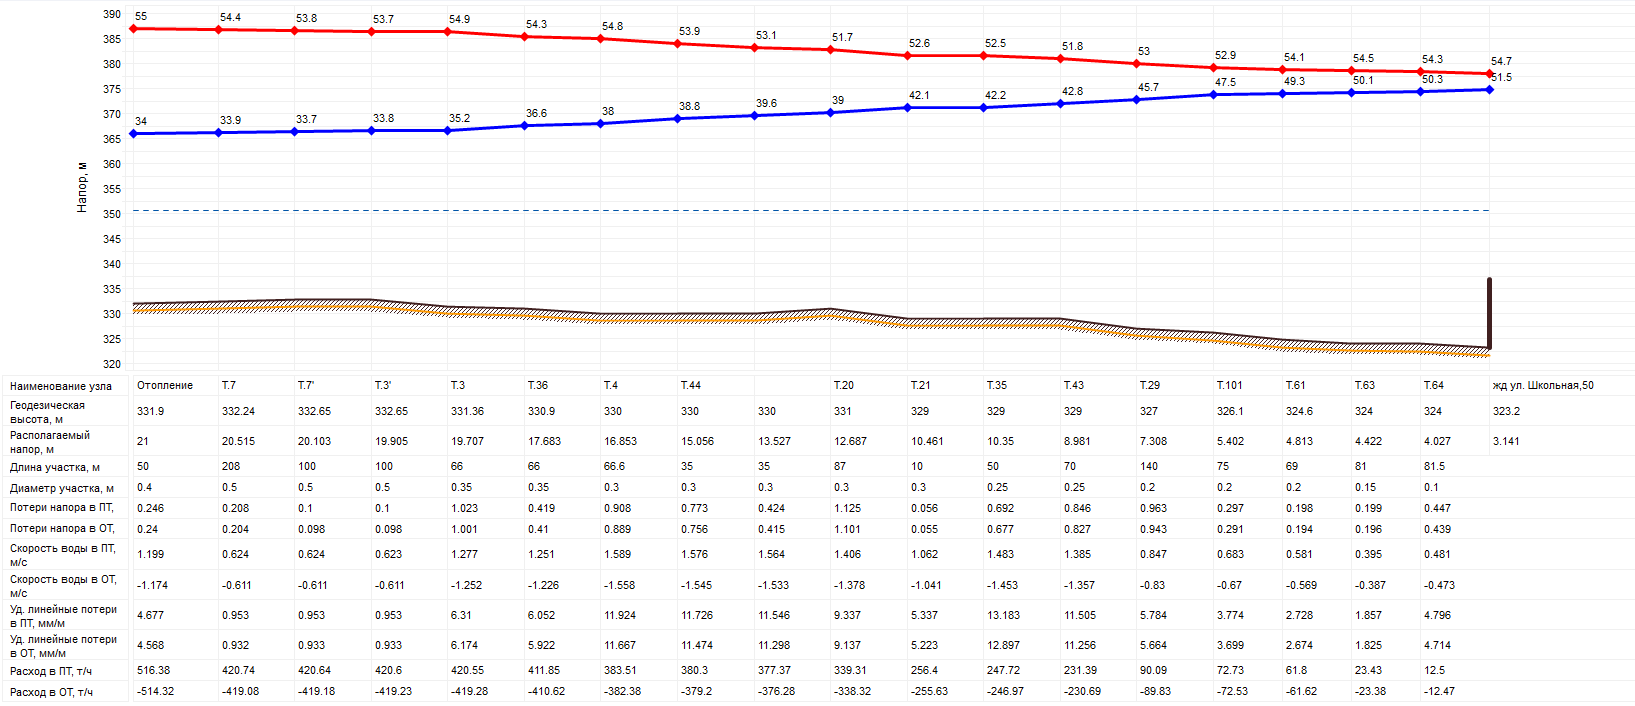 390
385
380
375
370
365
360
355
350
345
340
335
330
325
320
Напор, м
55 54.4 53.8 53.7 54.9 54.3 54.8 53.9 53.1 51.7 52.6 52.5 51.8 53 52.9 54.1 54.5 54.3 54.7
34 33.9 33.7 33.8 35.2 36.6 38 38.8 39.6 39 42.1 42.2 42.8 45.7 47.5 49.3 50.1 50.3 51.5
Наименование узла Отопление Т.7 Т.7' Т.3' Т.3 Т.36 Т.4 Т.44 Т.20 Т.21 Т.35 Т.43 Т.29 Т.101 Т.61 Т.63 Т.64 жд ул. Школьная,50
Геодезическая
высота, м 331.9 332.24 332.65 332.65 331.36 330.9 330 330 330 331 329 329 329 327 326.1 324.6 324 324 323.2
Располагаемый
напор, м 21 20.515 20.103 19.905 19.707 17.683 16.853 15.056 13.527 12.687 10.461 10.35 8.981 7.308 5.402 4.813 4.422 4.027 3.141
Длина участка, м 50 208 100 100 66 66 66.6 35 35 87 10 50 70 140 75 69 81 81.5
Диаметр участка, м 0.4 0.5 0.5 0.5 0.35 0.35 0.3 0.3 0.3 0.3 0.3 0.25 0.25 0.2 0.2 0.2 0.15 0.1
Потери напора в ПТ, 0.246 0.208 0.1 0.1 1.023 0.419 0.908 0.773 0.424 1.125 0.056 0.692 0.846 0.963 0.297 0.198 0.199 0.447
Потери напора в ОТ, 0.24 0.204 0.098 0.098 1.001 0.41 0.889 0.756 0.415 1.101 0.055 0.677 0.827 0.943 0.291 0.194 0.196 0.439
Скорость воды в ПТ,
м/с 1.199 0.624 0.624 0.623 1.277 1.251 1.589 1.576 1.564 1.406 1.062 1.483 1.385 0.847 0.683 0.581 0.395 0.481
Скорость воды в ОТ,
м/с -1.174 -0.611 -0.611 -0.611 -1.252 -1.226 -1.558 -1.545 -1.533 -1.378 -1.041 -1.453 -1.357 -0.83 -0.67 -0.569 -0.387 -0.473
Уд. линейные потери
в ПТ, мм/м 4.677 0.953 0.953 0.953 6.31 6.052 11.924 11.726 11.546 9.337 5.337 13.183 11.505 5.784 3.774 2.728 1.857 4.796
Уд. линейные потери
в ОТ, мм/м 4.568 0.932 0.933 0.933 6.174 5.922 11.667 11.474 11.298 9.137 5.223 12.897 11.256 5.664 3.699 2.674 1.825 4.714
Расход в ПТ, т/ч 516.38 420.74 420.64 420.6 420.55 411.85 383.51 380.3 377.37 339.31 256.4 247.72 231.39 90.09 72.73 61.8 23.43 12.5
Расход в ОТ, т/ч -514.32 -419.08 -419.18 -419.23 -419.28 -410.62 -382.38 -379.2 -376.28 -338.32 -255.63 -246.97 -230.69 -89.83 -72.53 -61.62 -23.38 -12.47